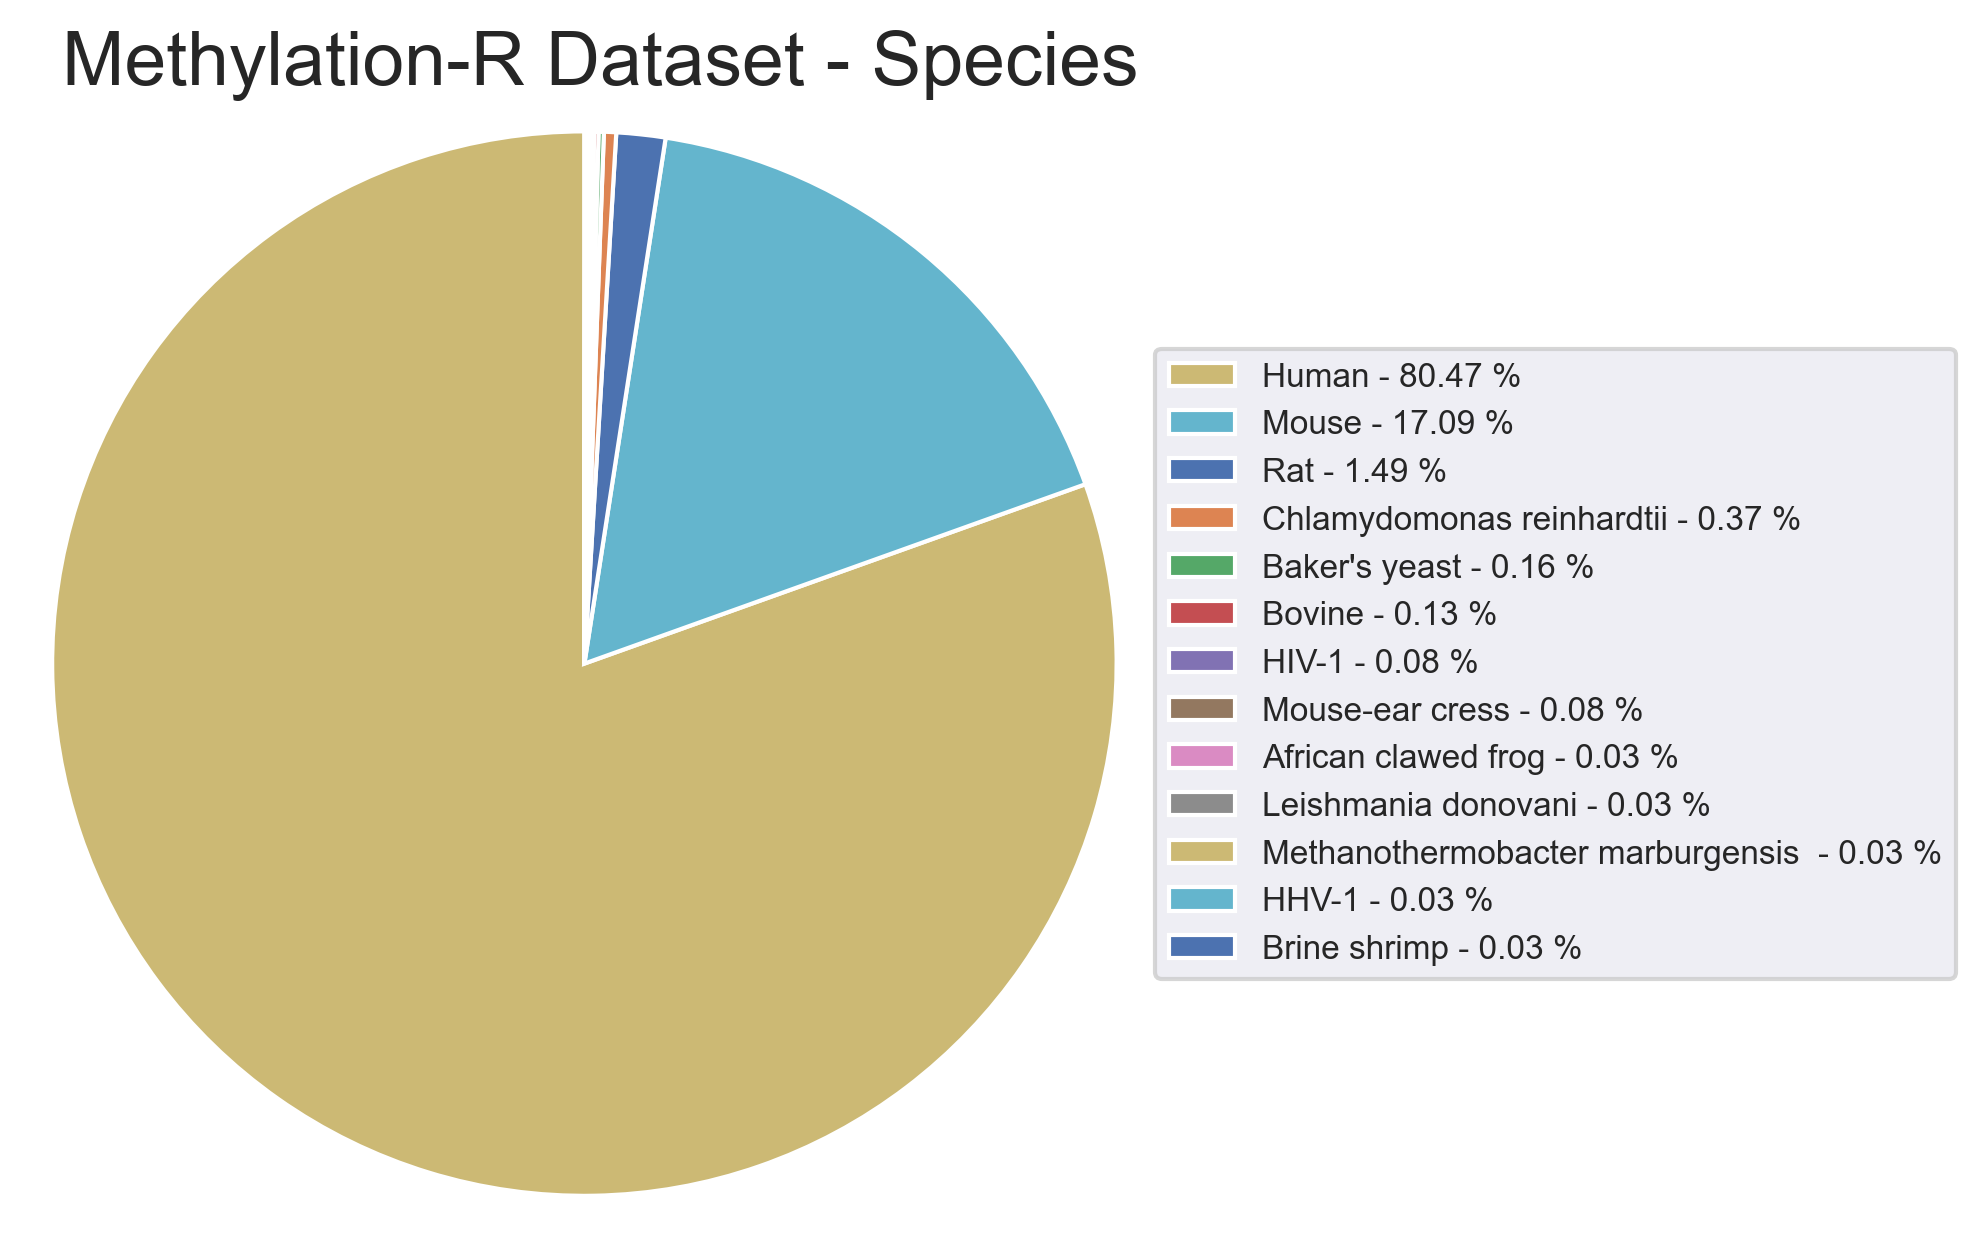 Methylation-R Dataset - Species
Human - 80.47 %
Mouse - 17.09 %
Rat - 1.49 %
Chlamydomonas reinhardtii - 0.37 %
Baker's yeast - 0.16 %
Bovine - 0.13 %
HIV-1 - 0.08 %
Mouse-ear cress - 0.08 %
African clawed frog - 0.03 %
Leishmania donovani - 0.03 %
Methanothermobacter marburgensis  - 0.03 %
HHV-1 - 0.03 %
Brine shrimp - 0.03 %